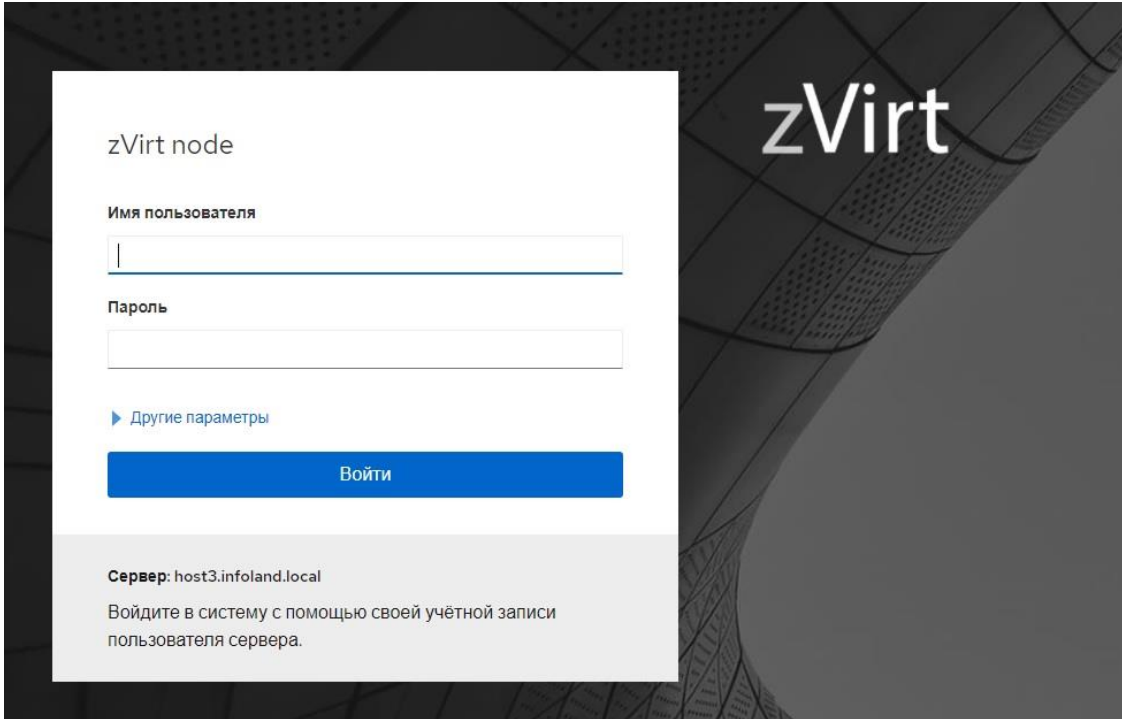 zVirt
zVirt node
Имя пользователя
Пароль
Другие параметры
Войти
Сервер: host3.infoland.local
Войдите в систему с помощью своей учётной записи
пользователя сервера.